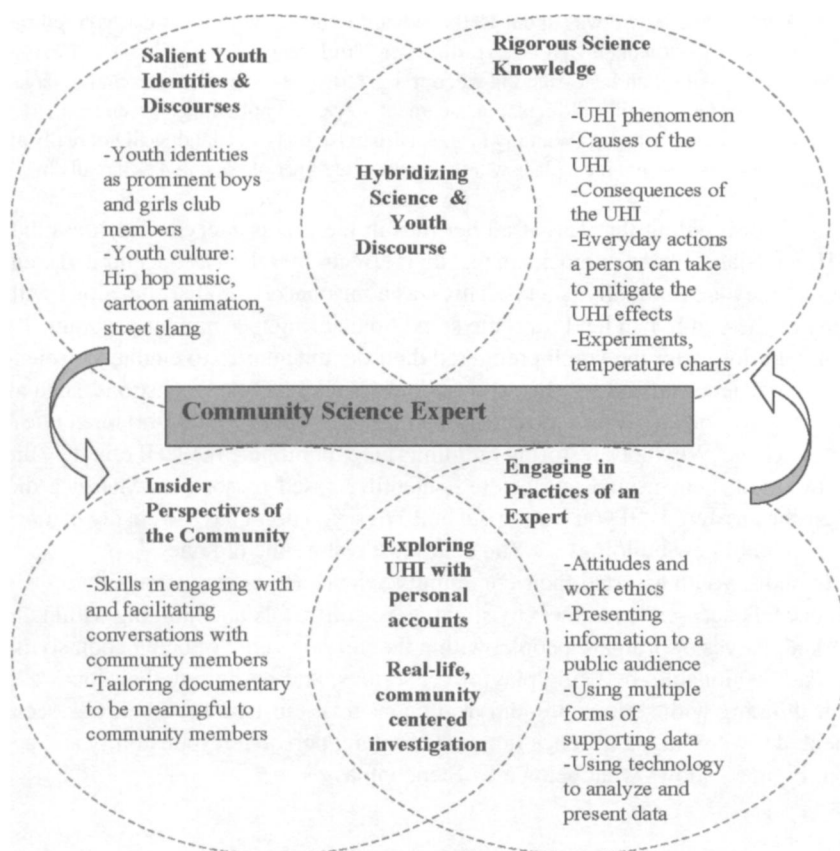 Salient Youth
Identities &
Discourses
-Youth identities
as prominent boys
and girls club
members
-Youth culture:
hip hop music,
cartoon animation,
street slang
Hybridizing
Science &
Youth
Discourse
Rigorous Science
Knowledge
-UHI phenomenon
-Causes of the
UHI
-Consequences of
the UHI
-Everyday actions
a person can take
to mitigate the
UHI effects
-Experiments,
temperature charts
Community Science Expert
Insider
Perspectives of
the Community
- Skills in engaging with
and facilitating
conversations with
community members
-Tailoring documentary
to be meaningful to
community members
Exploring
UHI with
personal
accounts
Real-life,
community
centered
investigation
Engaging in
Practices of an
Expert
-Attitudes and
work ethics
-Presenting
information to a
public audience
-Using multiple
forms of
supporting data
-Using technology
to analyze and
present data